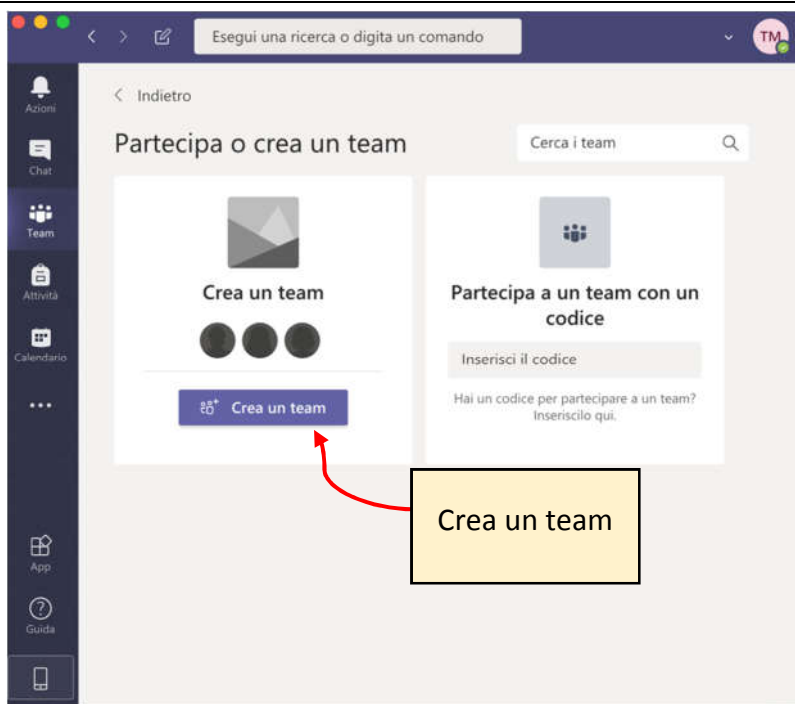 Esegui una ricerca o digita un comando
TM
Azioni
Chat
Team
Attività
Calendario
App
Guida
Indietro
Partecipa o crea un team
Cerca i team
Crea un team
Crea un team
Partecipa a un team con un
codice
Inserisci il codice
Hai un codice per partecipare a un team?
Inseriscilo qui.
Crea un team